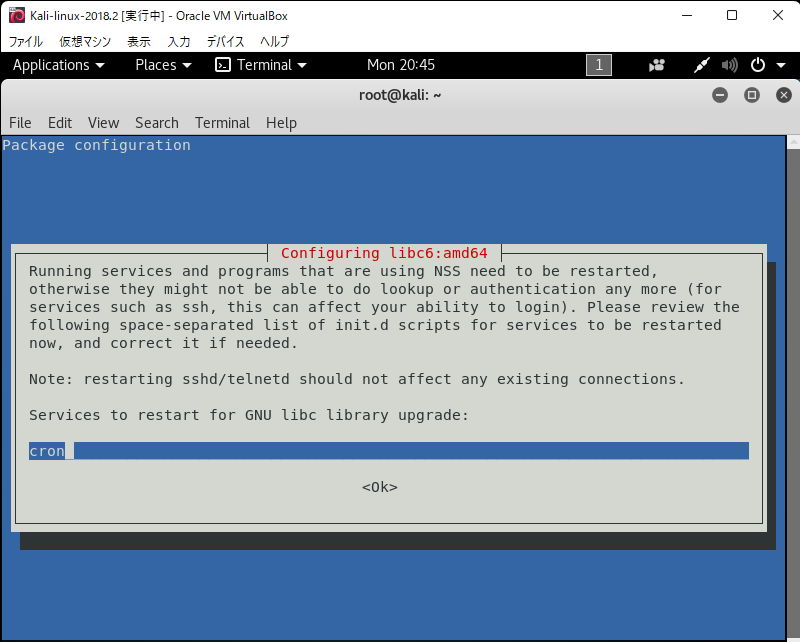 Kali-linux-2018.2 [実行中] - Oracle VM VirtualBox
ファイル 仮想マシン 表示 入力 デバイス ヘルプ
Applications Places Terminal Mon 20:45 1
root@kali: ~
File Edit View Search Terminal Help
Package configuration
Configuring libc6:amd64
Running services and programs that are using NSS need to be restarted,
otherwise they might not be able to do lookup or authentication any more (for
services such as ssh, this can affect your ability to login). Please review the
following space-separated list of init.d scripts for services to be restarted
now, and correct it if needed.
Note: restarting sshd/telnetd should not affect any existing connections.
Services to restart for GNU libc library upgrade:
cron
<Ok>